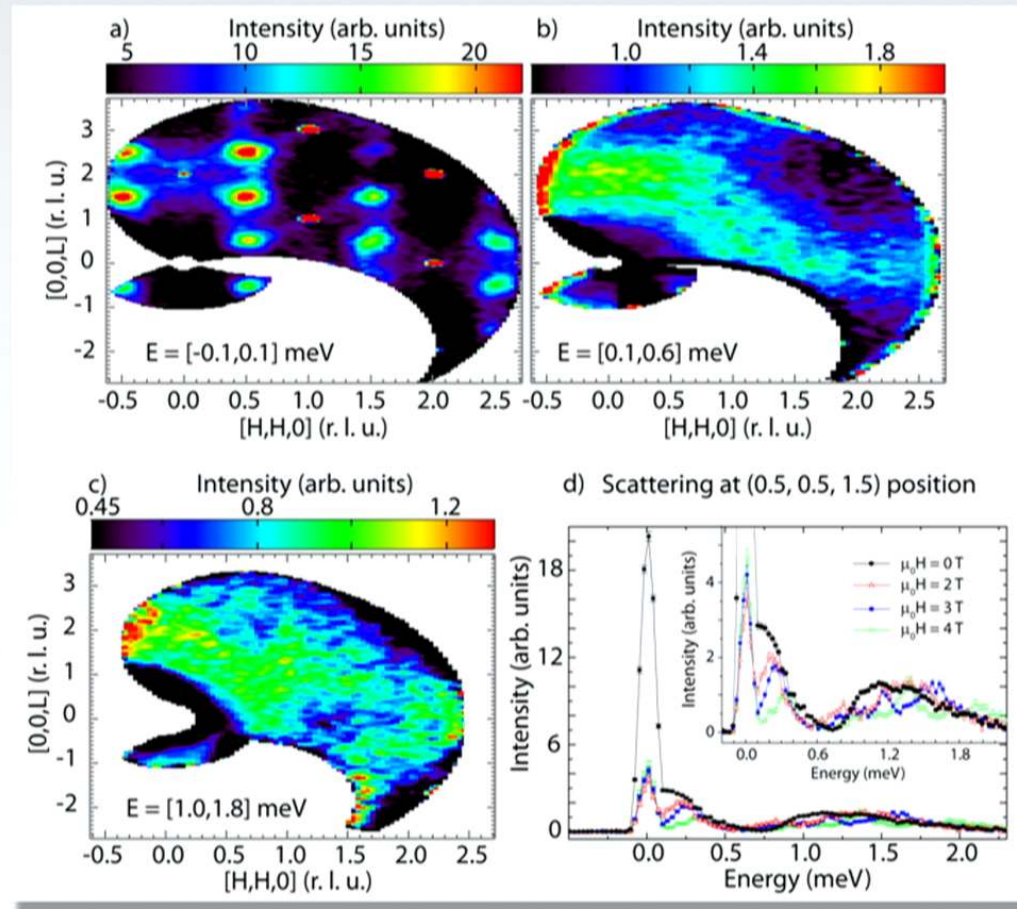 a) Intensity (arb. units)
5 10 15 20
3
2
1
0
-1
-2
[0,0,L] (r. l. u.)
E = [-0.1,0.1] meV
-0.5 0.0 0.5 1.0 1.5 2.0 2.5
[H,H,0] (r. l. u.)
b) Intensity (arb. units)
1.0 1.4 1.8
E = [0.1,0.6] meV
-0.5 0.0 0.5 1.0 1.5 2.0 2.5
[H,H,0] (r. l. u.)
c) Intensity (arb. units)
0.45 0.8 1.2
3
2
1
0
-1
-2
[0,0,L] (r. l. u.)
E = [1.0,1.8] meV
-0.5 0.0 0.5 1.0 1.5 2.0 2.5
[H,H,0] (r. l. u.)
d) Scattering at (0.5, 0.5, 1.5) position
18
12
6
0
Intensity (arb. units)
4
2
0
Intensity (arb. units)
μ₀H = 0 T
μ₀H = 2 T
μ₀H = 3 T
μ₀H = 4 T
0.0 0.6 1.2 1.8
Energy (meV)
0.0 0.5 1.0 1.5 2.0
Energy (meV)